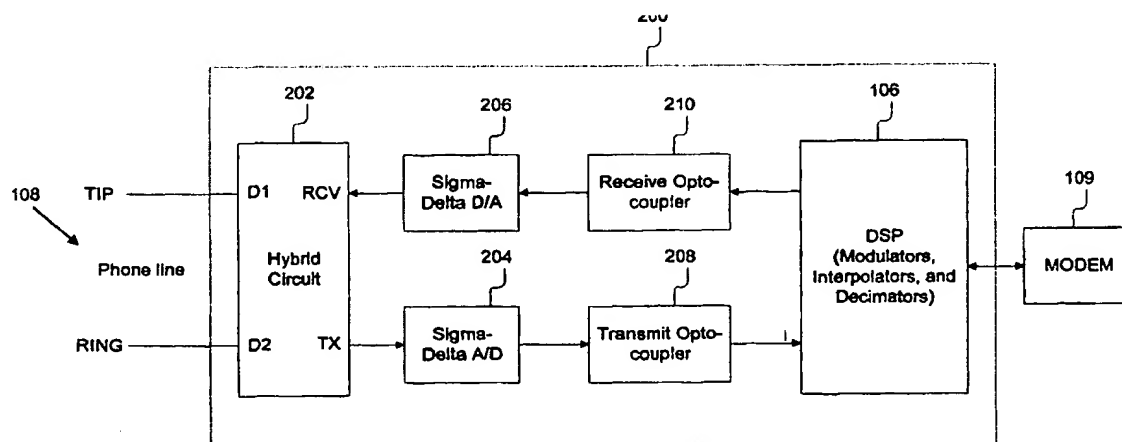 202
206
210
106
109
108
TIP
D1
RCV
Sigma-
Delta D/A
Receive Opto-
coupler
Phone line
Hybrid
Circuit
204
208
DSP
(Modulators,
Interpolators, and
Decimators)
MODEM
RING
D2
TX
Sigma-
Delta A/D
Transmit Opto-
coupler